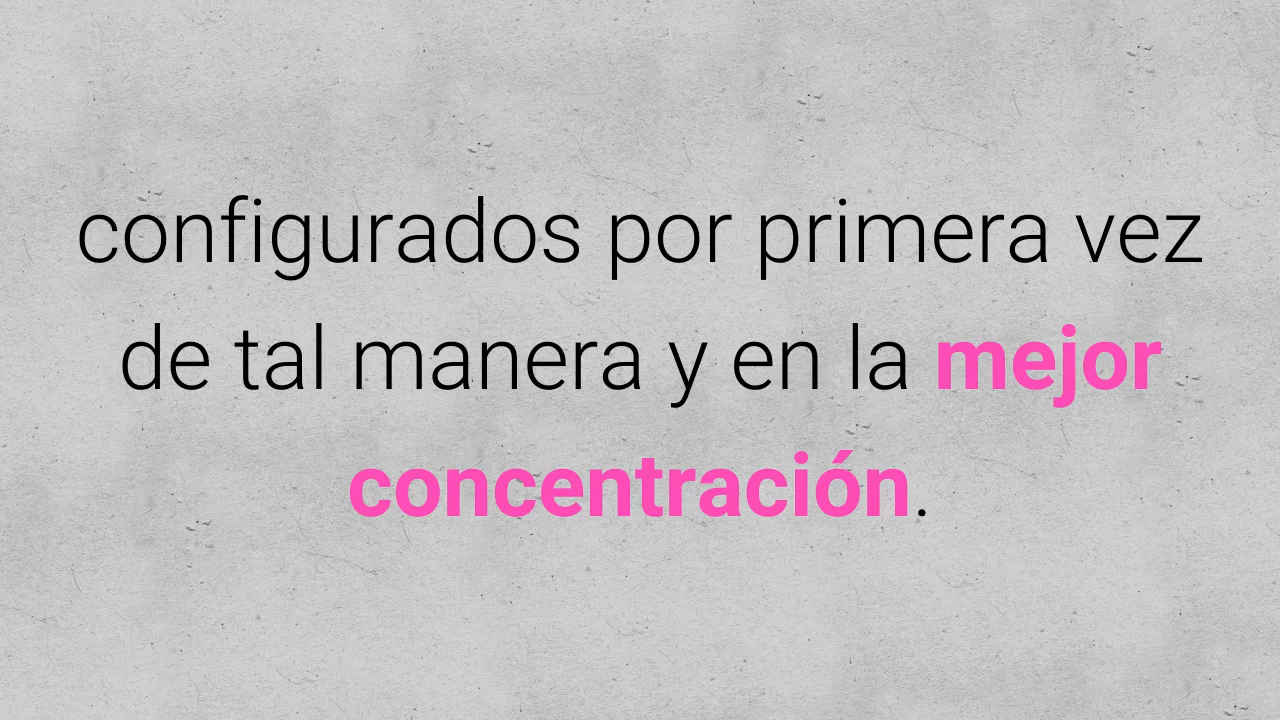 configurados por primera vez
de tal manera y en la mejor
concentración.